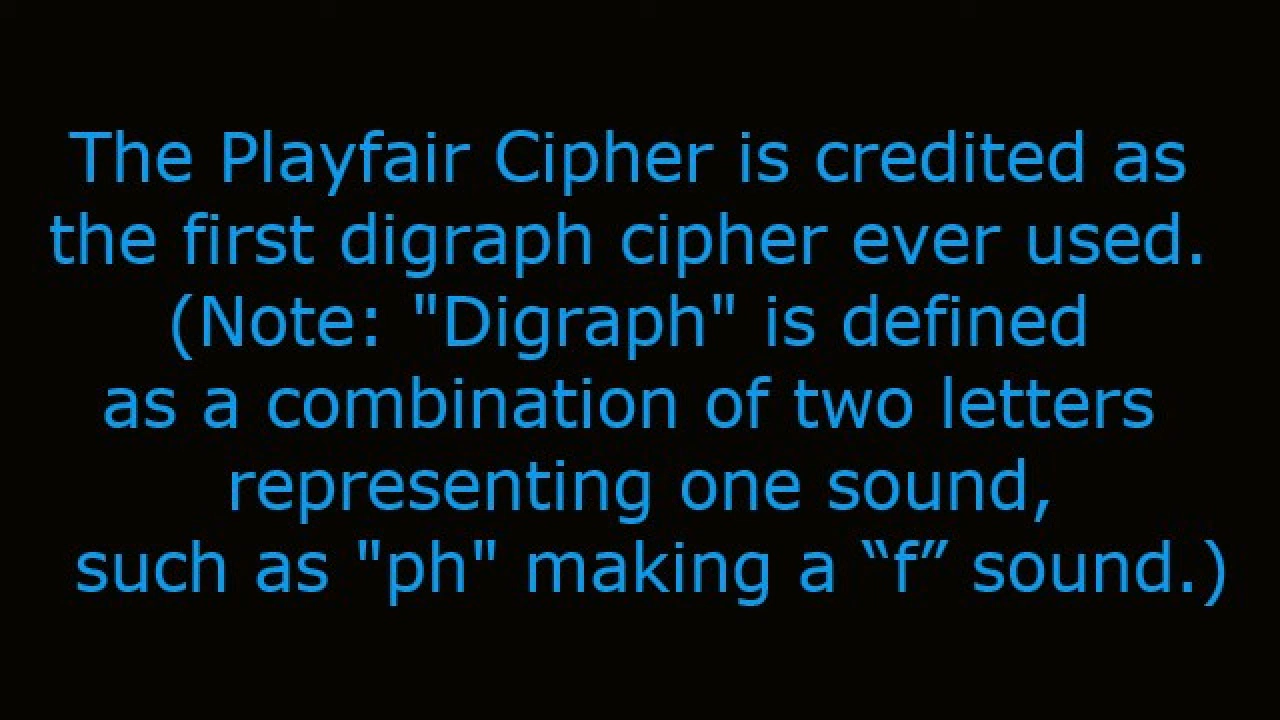 The Playfair Cipher is credited as
the first digraph cipher ever used.
(Note: "Digraph" is defined
as a combination of two letters
representing one sound,
such as "ph" making a “f” sound.)